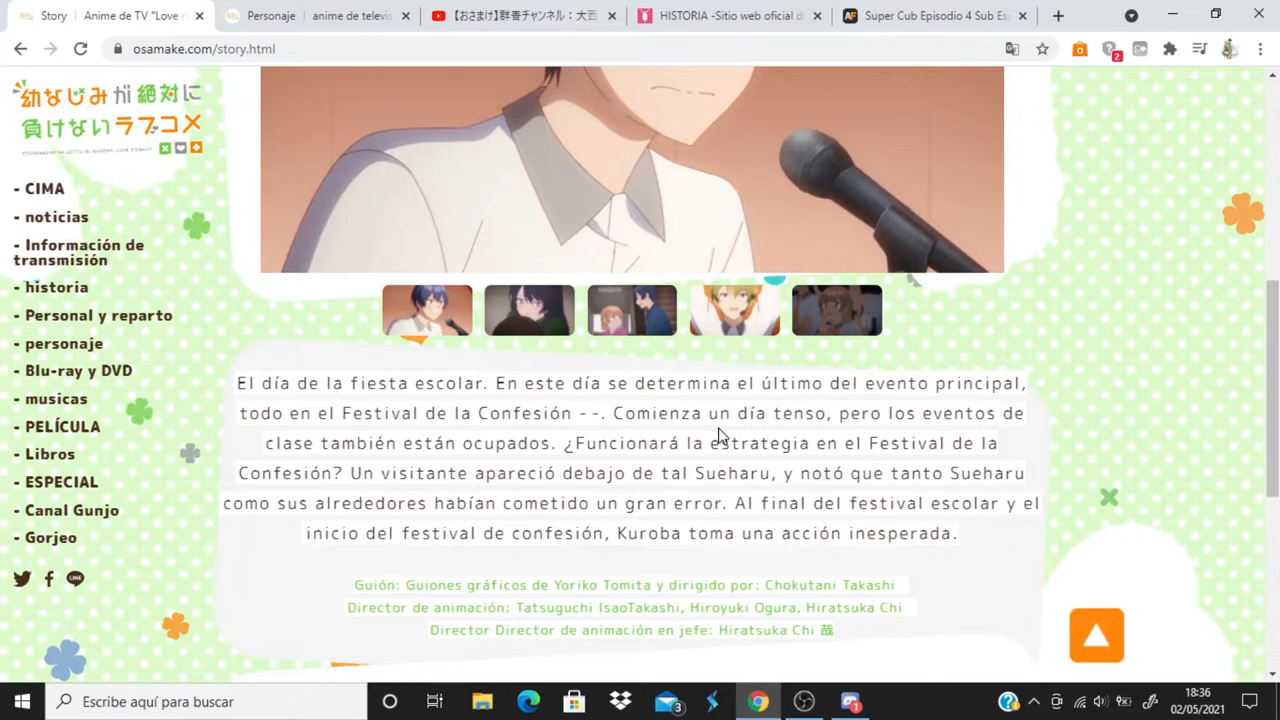 Story | Anime de TV "Love r
Personaje | anime de televis
【おさまけ】群青チャンネル：大西
HISTORIA -Sitio web oficial d
Super Cub Episodio 4 Sub Es
osamake.com/story.html
2
幼なじみが絶対に
負けないラブコメ
- CIMA
- noticias
- Información de
transmisión
- historia
- Personal y reparto
- personaje
- Blu-ray y DVD
- musicas
- PELÍCULA
- Libros
- ESPECIAL
- Canal Gunjo
- Gorjeo
El día de la fiesta escolar. En este día se determina el último del evento principal,
todo en el Festival de la Confesión - -. Comienza un día tenso, pero los eventos de
clase también están ocupados. ¿Funcionará la estrategia en el Festival de la
Confesión? Un visitante apareció debajo de tal Sueharu, y notó que tanto Sueharu
como sus alrededores habían cometido un gran error. Al final del festival escolar y el
inicio del festival de confesión, Kuroba toma una acción inesperada.
Guión: Guiones gráficos de Yoriko Tomita y dirigido por: Chokutani Takashi
Director de animación: Tatsuguchi IsaoTakashi, Hiroyuki Ogura, Hiratsuka Chi
Director Director de animación en jefe: Hiratsuka Chi 哉
Escribe aquí para buscar
3
1
18:36
02/05/2021